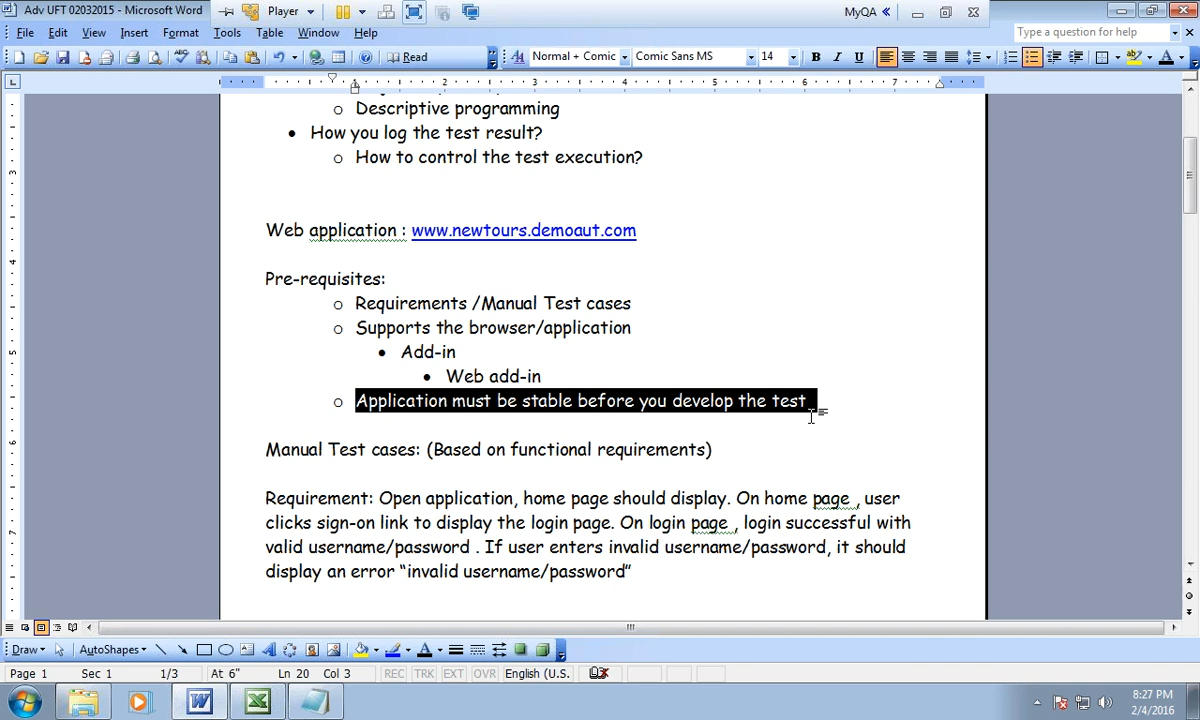 Adv UFT 02032015 - Microsoft Word
Player
MyQA
File Edit View Insert Format Tools Table Window Help
Type a question for help
Read
Normal + Comic
Comic Sans MS
14
B I U
1 2 3 4 5 6 7
Descriptive programming
• How you log the test result?
o How to control the test execution?
Web application : www.newtours.demoaut.com
Pre-requisites:
o Requirements /Manual Test cases
o Supports the browser/application
• Add-in
• Web add-in
o Application must be stable before you develop the test
Manual Test cases: (Based on functional requirements)
Requirement: Open application, home page should display. On home page , user
clicks sign-on link to display the login page. On login page , login successful with
valid username/password . If user enters invalid username/password, it should
display an error “invalid username/password”
Draw AutoShapes
Page 1 Sec 1 1/3 At 6" Ln 20 Col 3 REC TRK EXT OVR English (U.S.
8:27 PM
2/4/2016